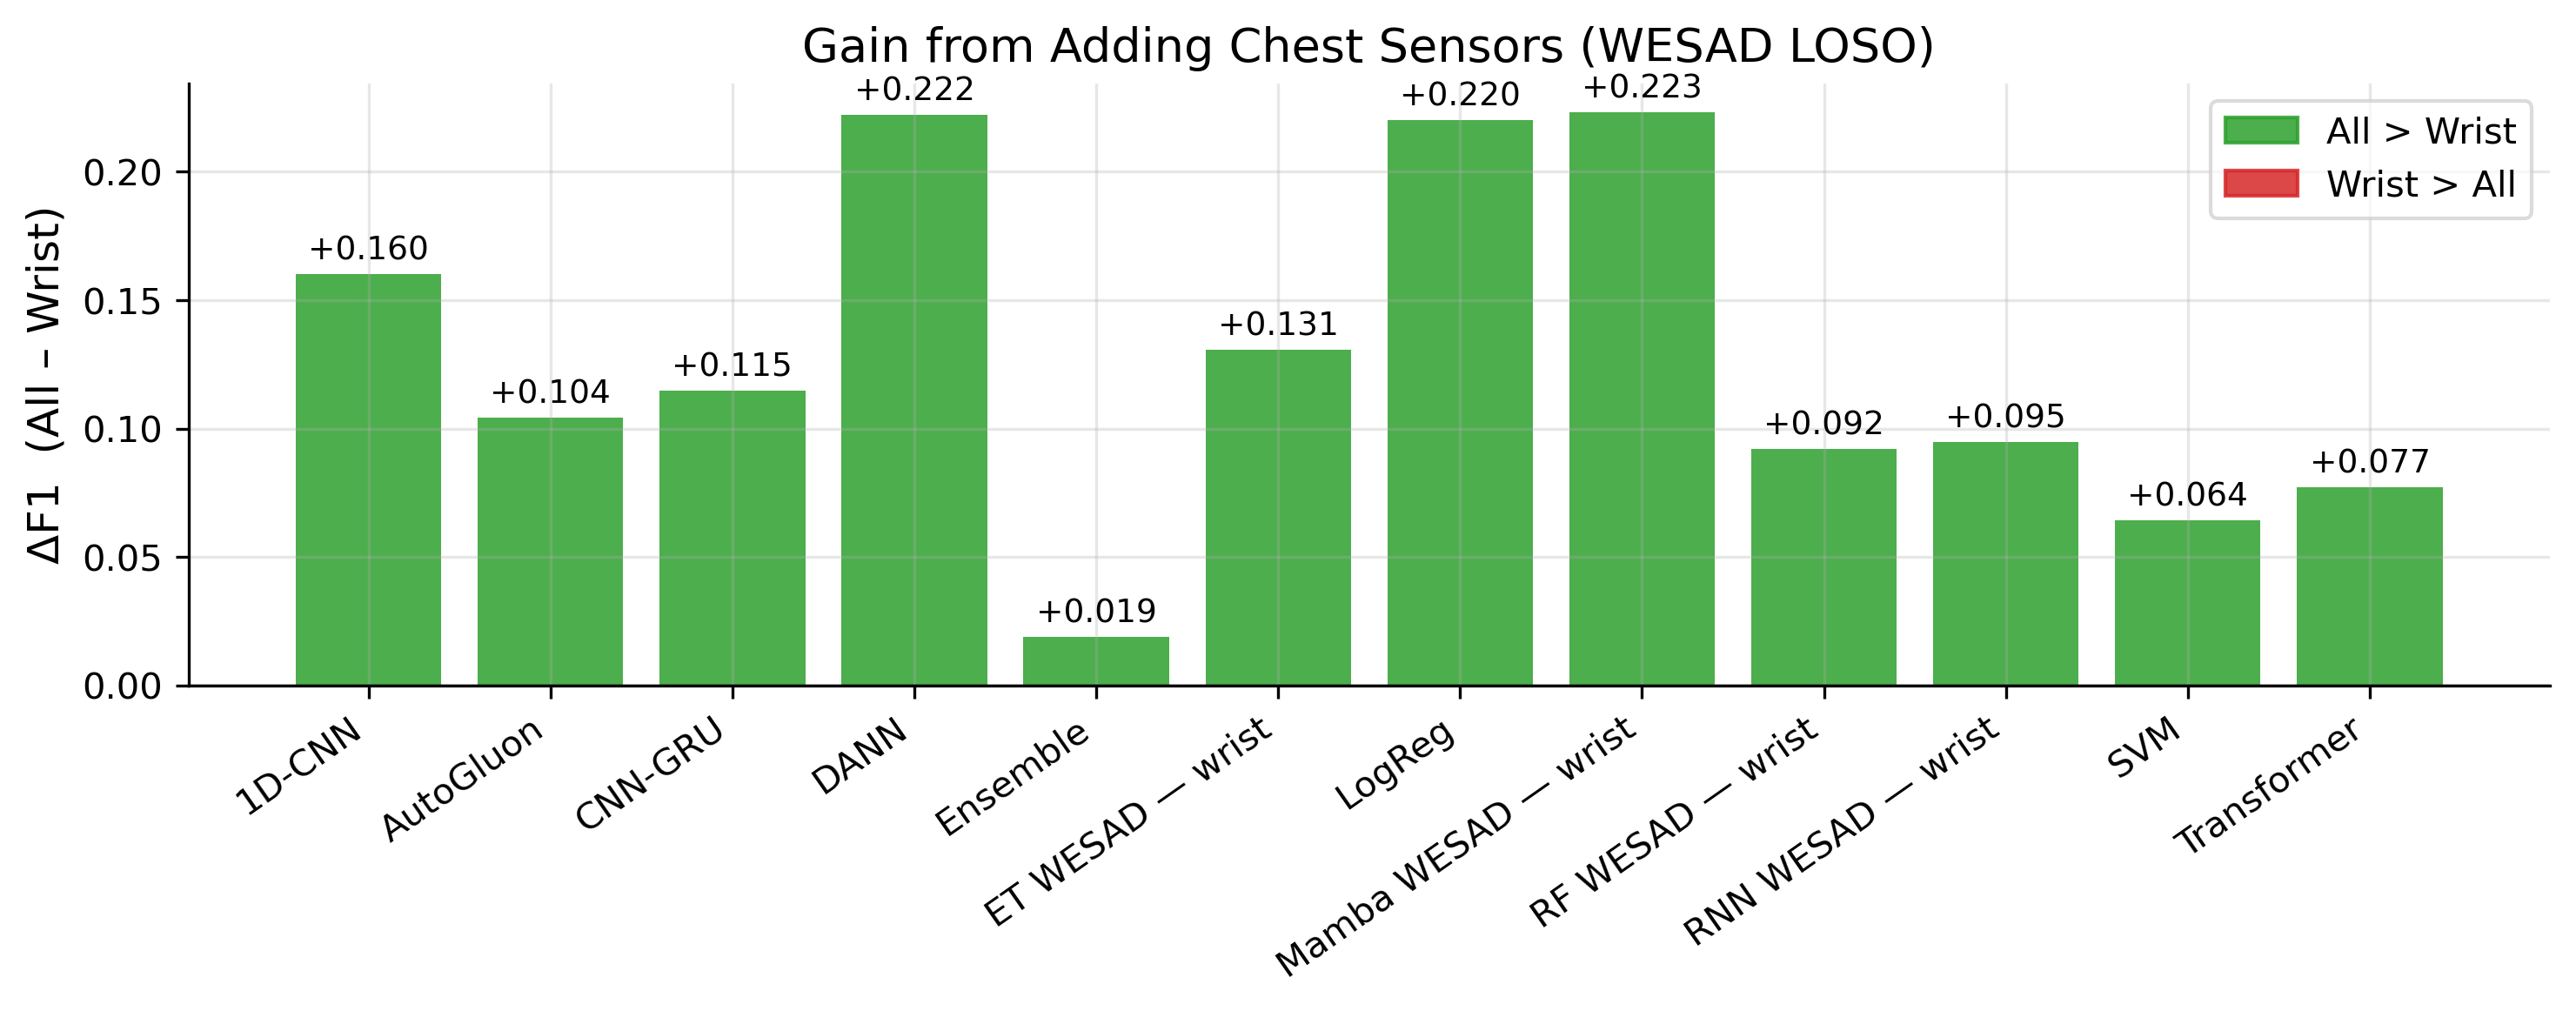 Gain from Adding Chest Sensors (WESAD LOSO)
ΔF1  (All – Wrist)
0.20
0.15
0.10
0.05
0.00
+0.160
+0.104
+0.115
+0.222
+0.019
+0.131
+0.220
+0.223
+0.092
+0.095
+0.064
+0.077
All > Wrist
Wrist > All
1D-CNN
AutoGluon
CNN-GRU
DANN
Ensemble
ET WESAD — wrist
LogReg
Mamba WESAD — wrist
RF WESAD — wrist
RNN WESAD — wrist
SVM
Transformer